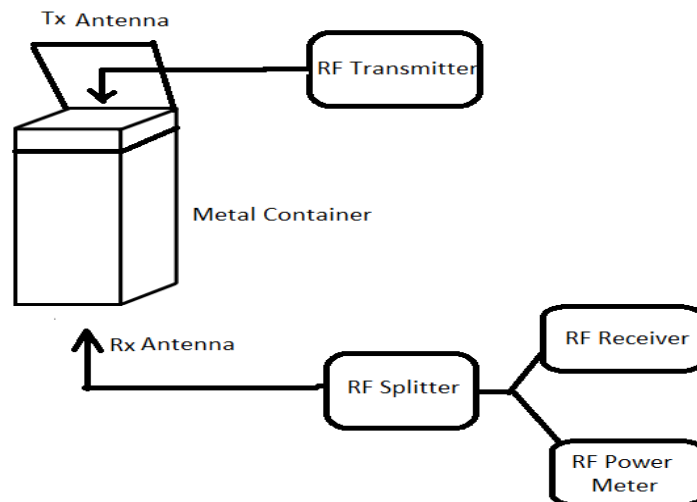 Tx Antenna
RF Transmitter
Metal Container
Rx Antenna
RF Receiver
RF Splitter
RF Power
Meter